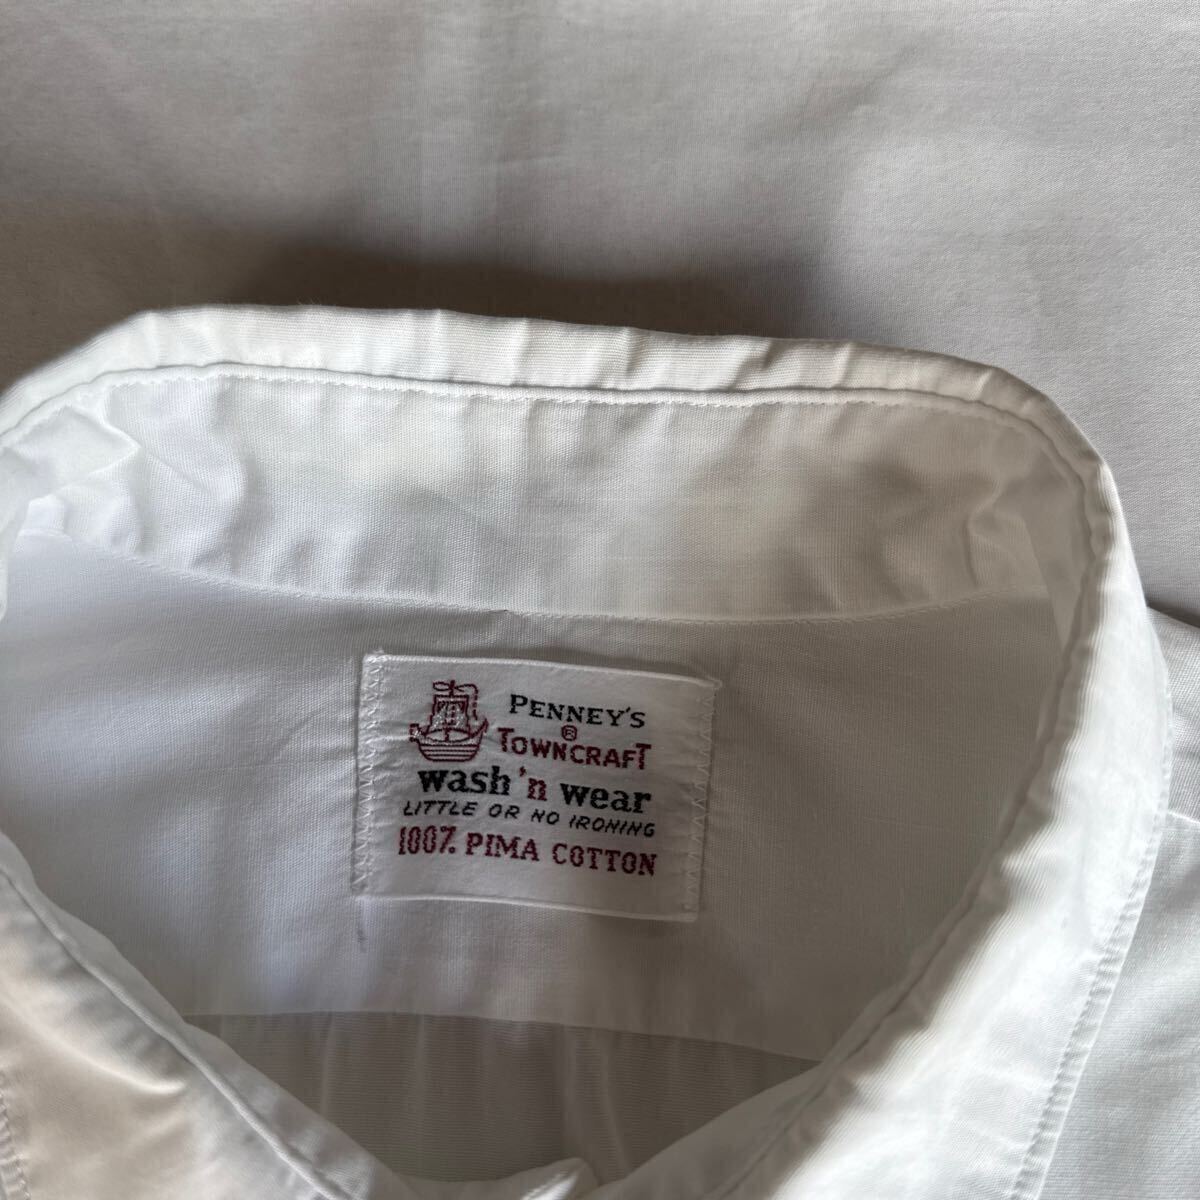 PENNEY'S
®
TOWNCRAFT
wash 'n wear
LITTLE OR NO IRONING
100% PIMA COTTON